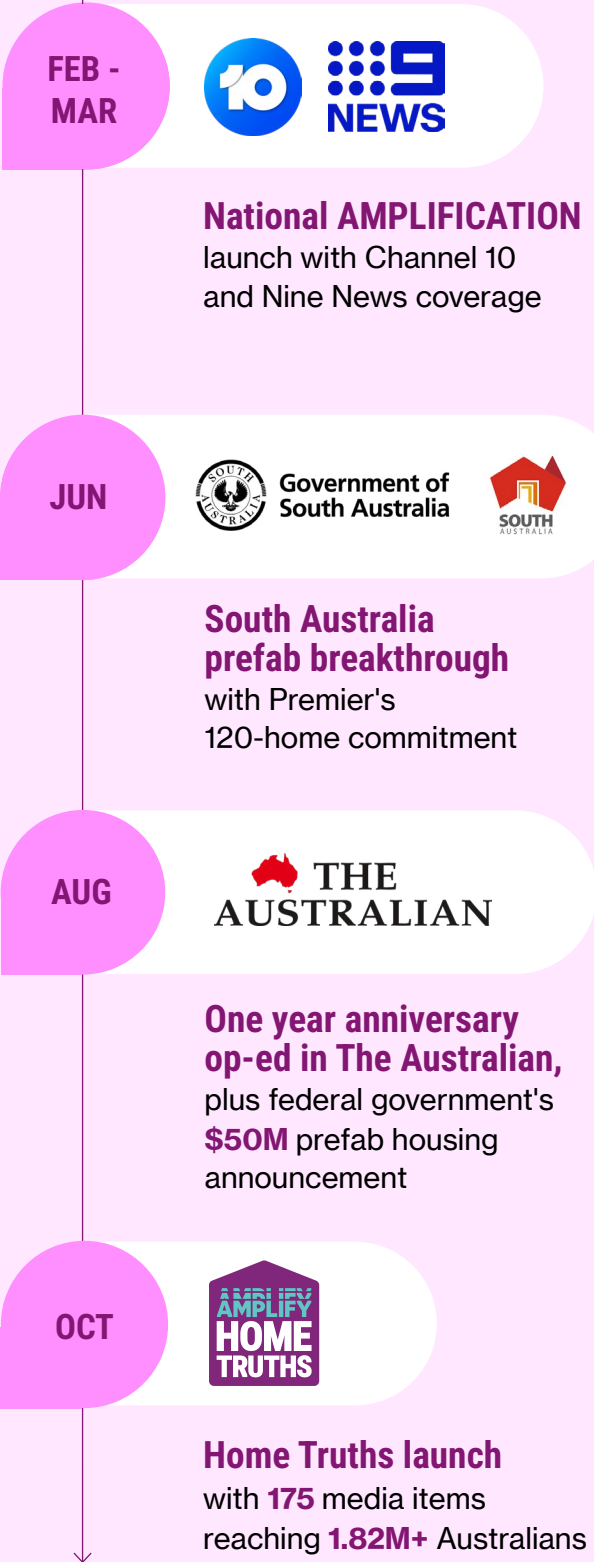 FEB -
MAR
10
9
NEWS
National AMPLIFICATION
launch with Channel 10
and Nine News coverage
JUN
SOUTH
AUSTRALIA
Government of
South Australia
SOUTH
AUSTRALIA
South Australia
prefab breakthrough
with Premier's
120-home commitment
AUG
THE
AUSTRALIAN
One year anniversary
op-ed in The Australian,
plus federal government's
$50M prefab housing
announcement
OCT
AMPLIFY
HOME
TRUTHS
Home Truths launch
with 175 media items
reaching 1.82M+ Australians